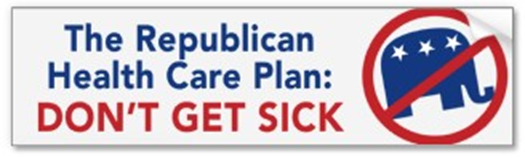 The Republican
Health Care Plan:
DON'T GET SICK